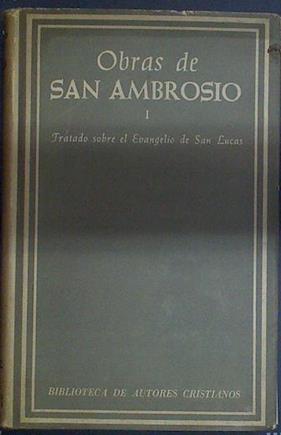 Obras de
SAN AMBROSIO
I
Tratado sobre el Evangelio de San Lucas
BIBLIOTECA DE AUTORES CRISTIANOS